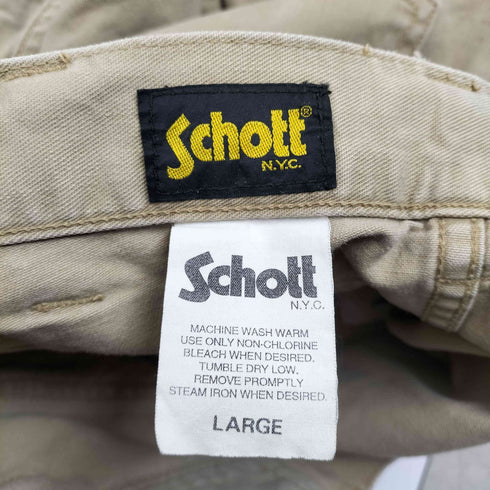 Schott®
N.Y.C.
Schott
N.Y.C.
MACHINE WASH WARM
USE ONLY NON-CHLORINE
BLEACH WHEN DESIRED.
TUMBLE DRY LOW.
REMOVE PROMPTLY
STEAM IRON WHEN DESIRED.
LARGE